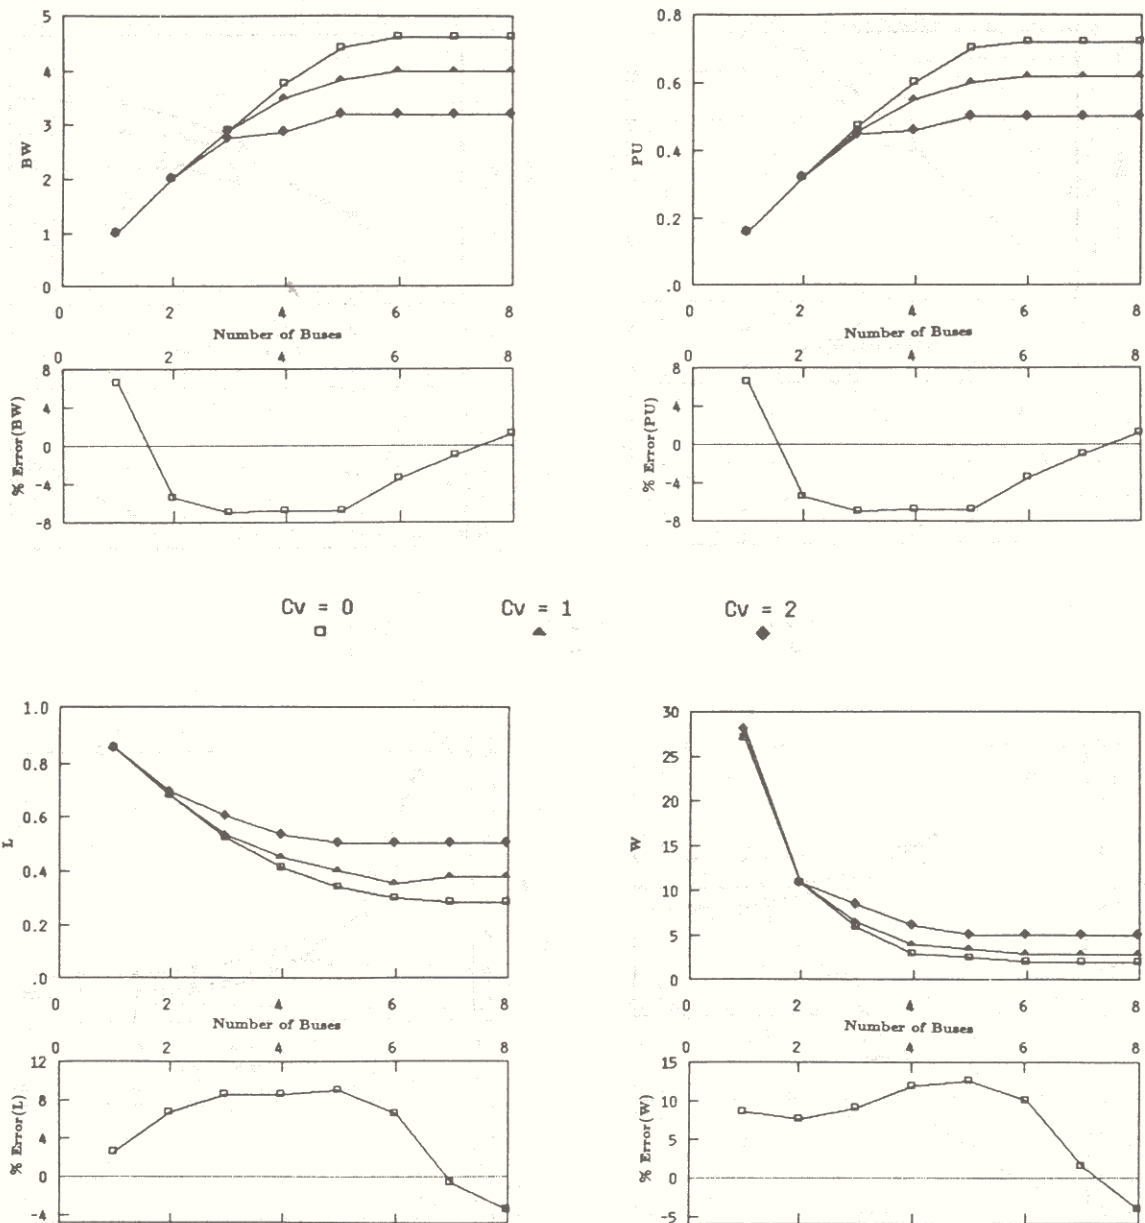 5
4
3
2
1
0
BW
0 2 4 6 8
Number of Buses
0.8
0.6
0.4
0.2
.0
PU
0 2 4 6 8
Number of Buses
0 2 4 6 8
8
4
0
-4
-8
% Error(BW)
0 2 4 6 8
8
4
0
-4
-8
% Error(PU)
Cv = 0
Cv = 1
Cv = 2
1.0
0.8
0.6
0.4
0.2
.0
L
0 2 4 6 8
Number of Buses
30
25
20
15
10
5
0
W
0 2 4 6 8
Number of Buses
0 2 4 6 8
12
8
4
0
-4
% Error(L)
0 2 4 6 8
15
10
5
0
-5
% Error(W)